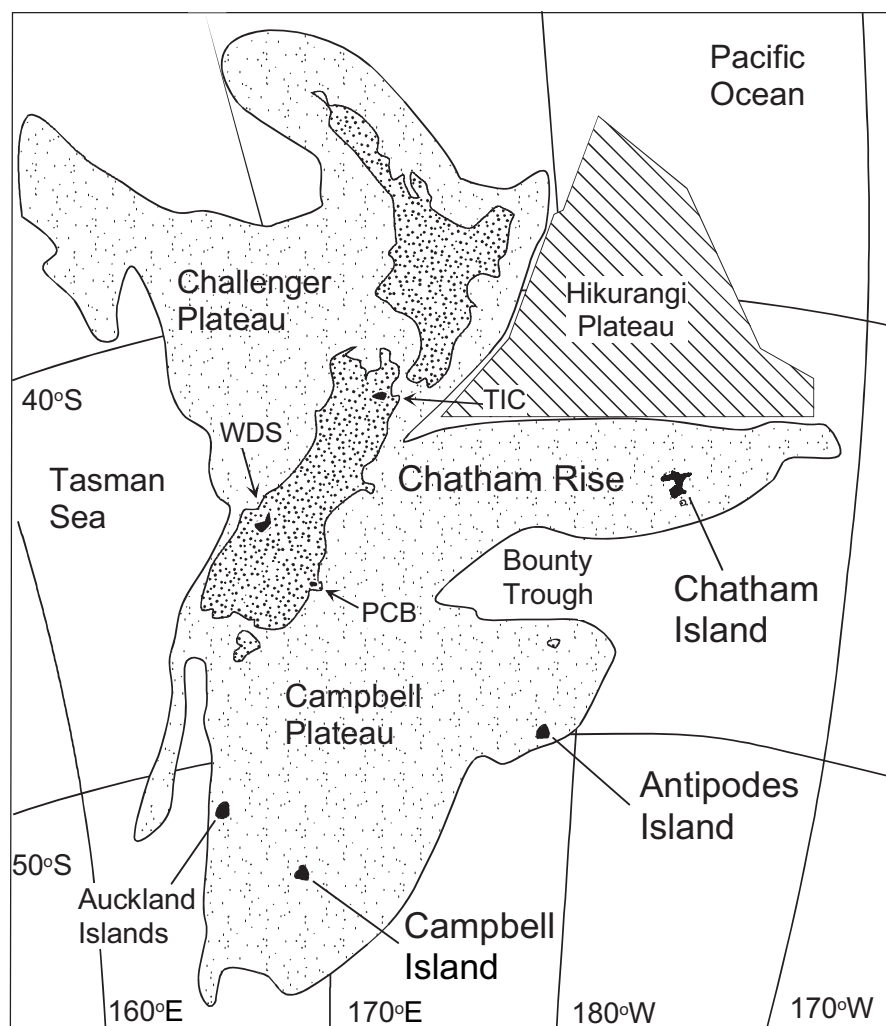 Pacific
Ocean
Challenger
Plateau
Hikurangi
Plateau
40°S
TIC
WDS
Chatham Rise
Tasman
Sea
Bounty
Trough
Chatham
Island
PCB
Campbell
Plateau
Antipodes
Island
50°S
Auckland
Islands
Campbell
Island
160°E
170°E
180°W
170°W